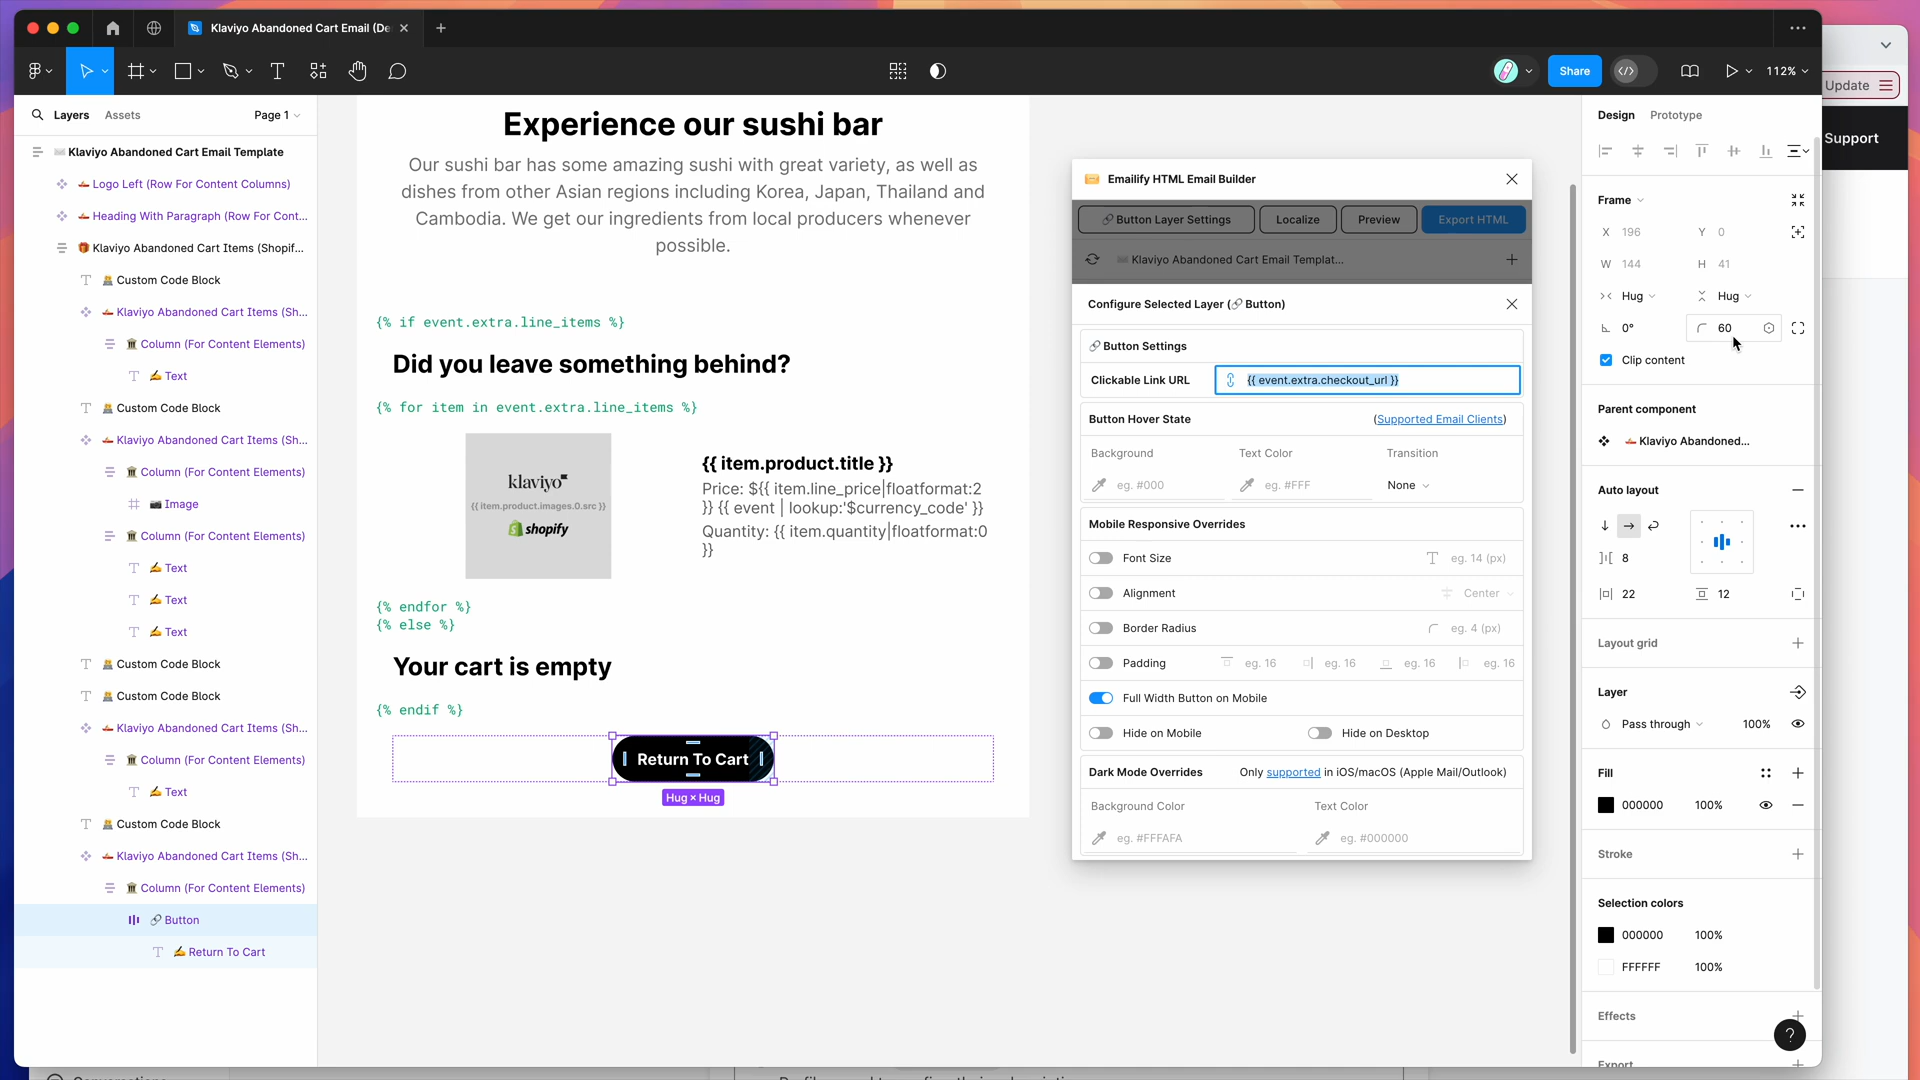 Klaviyo Abandoned Cart Email (De
Share
112%
Update
Support
Layers
Assets
Page 1
Klaviyo Abandoned Cart Email Template
Logo Left (Row For Content Columns)
Heading With Paragraph (Row For Cont...
Klaviyo Abandoned Cart Items (Shopif...
Custom Code Block
Klaviyo Abandoned Cart Items (Sh...
Column (For Content Elements)
Text
Custom Code Block
Klaviyo Abandoned Cart Items (Sh...
Column (For Content Elements)
Image
Column (For Content Elements)
Text
Text
Text
Custom Code Block
Custom Code Block
Klaviyo Abandoned Cart Items (Sh...
Column (For Content Elements)
Text
Custom Code Block
Klaviyo Abandoned Cart Items (Sh...
Column (For Content Elements)
Button
Return To Cart
Experience our sushi bar
Our sushi bar has some amazing sushi with great variety, as well as
dishes from other Asian regions including Korea, Japan, Thailand and
Cambodia. We get our ingredients from local producers whenever
possible.
{% if event.extra.line_items %}
Did you leave something behind?
{% for item in event.extra.line_items %}
klaviyo
{{ item.product.images.0.src }}
shopify
{{ item.product.title }}
Price: ${{ item.line_price|floatformat:2
}} {{ event | lookup:'$currency_code' }}
Quantity: {{ item.quantity|floatformat:0
}}
{% endfor %}
{% else %}
Your cart is empty
{% endif %}
Return To Cart
Hug × Hug
Emailify HTML Email Builder
Button Layer Settings
Localize
Preview
Export HTML
Klaviyo Abandoned Cart Email Templat...
Configure Selected Layer (🔗 Button)
Button Settings
Clickable Link URL
{{ event.extra.checkout_url }}
Button Hover State
(Supported Email Clients)
Background
Text Color
Transition
eg. #000
eg. #FFF
None
Mobile Responsive Overrides
Font Size
eg. 14 (px)
Alignment
Center
Border Radius
eg. 4 (px)
Padding
eg. 16
eg. 16
eg. 16
eg. 16
Full Width Button on Mobile
Hide on Mobile
Hide on Desktop
Dark Mode Overrides
Only supported in iOS/macOS (Apple Mail/Outlook)
Background Color
Text Color
eg. #FFFAFA
eg. #000000
Design
Prototype
Frame
X 196
Y 0
W 144
H 41
Hug
Hug
0°
60
Clip content
Parent component
Klaviyo Abandoned...
Auto layout
8
22
12
Layout grid
Layer
Pass through
100%
Fill
000000
100%
Stroke
Selection colors
000000
100%
FFFFFF
100%
Effects
?
Export